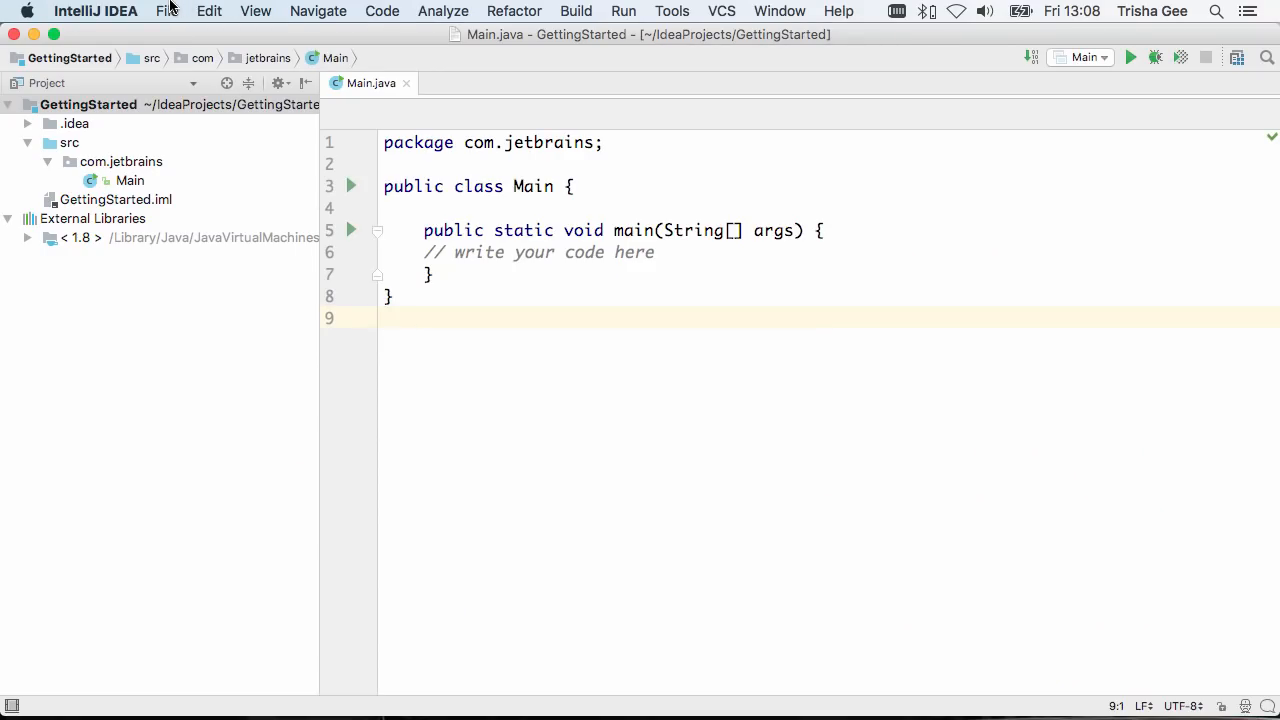 IntelliJ IDEA File Edit View Navigate Code Analyze Refactor Build Run Tools VCS Window Help Fri 13:08 Trisha Gee
Main.java - GettingStarted - [~/IdeaProjects/GettingStarted]
GettingStarted src com jetbrains Main Main
Project Main.java
GettingStarted ~/IdeaProjects/GettingStarte
.idea
src
com.jetbrains
Main
GettingStarted.iml
External Libraries
< 1.8 > /Library/Java/JavaVirtualMachines
1 package com.jetbrains;
2
3 public class Main {
4
5 public static void main(String[] args) {
6 // write your code here
7 }
8 }
9
9:1 LF UTF-8